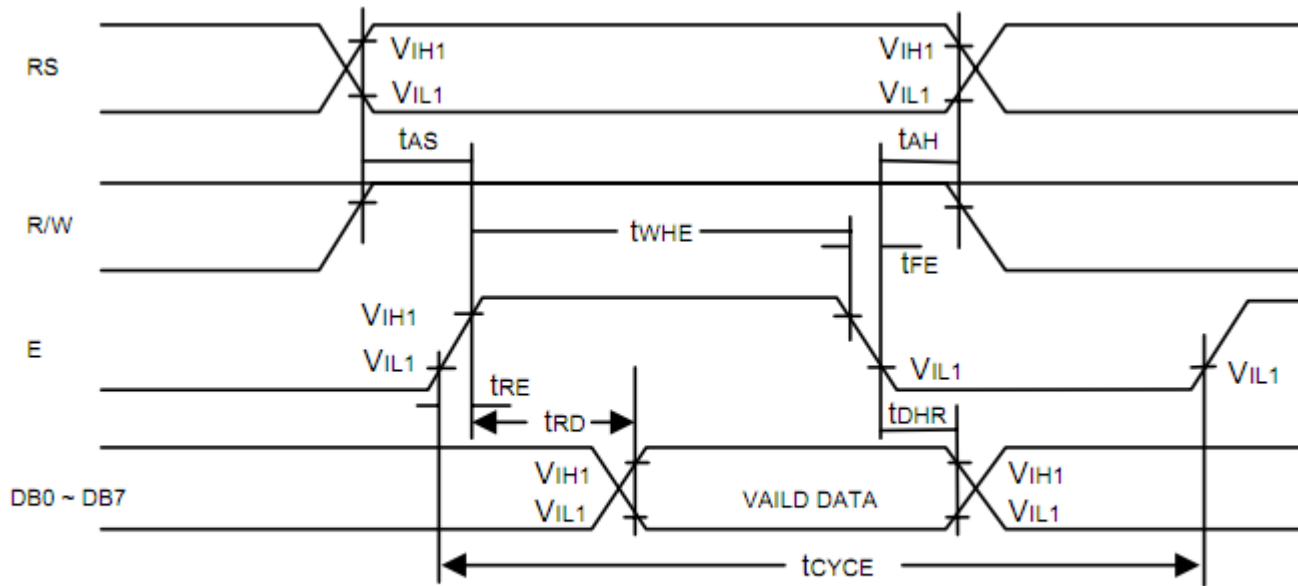 RS
VIH1
VIH1
VIL1
VIL1
tAS
tAH
R/W
tWHE
tFE
E
VIH1
VIL1
VIL1
VIL1
tRE
tRD
tDHR
DB0 ~ DB7
VIH1
VIL1
VAILD DATA
VIH1
VIL1
tCYCE